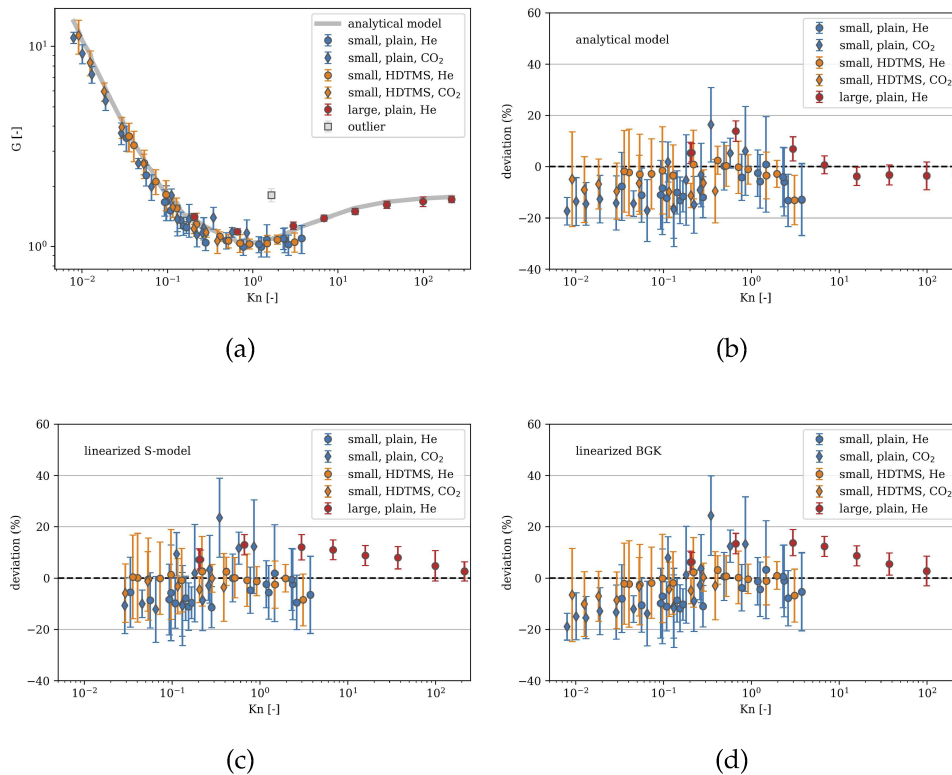 analytical model
small, plain, He
small, plain, CO₂
small, HDTMS, He
small, HDTMS, CO₂
large, plain, He
outlier
G [-]
10¹
10⁰
10⁻² 10⁻¹ 10⁰ 10¹ 10²
Kn [-]
(a)
analytical model
small, plain, He
small, plain, CO₂
small, HDTMS, He
small, HDTMS, CO₂
large, plain, He
deviation (%)
60
40
20
0
−20
−40
10⁻² 10⁻¹ 10⁰ 10¹ 10²
Kn [-]
(b)
linearized S-model
small, plain, He
small, plain, CO₂
small, HDTMS, He
small, HDTMS, CO₂
large, plain, He
deviation (%)
60
40
20
0
−20
−40
10⁻² 10⁻¹ 10⁰ 10¹ 10²
Kn [-]
(c)
linearized BGK
small, plain, He
small, plain, CO₂
small, HDTMS, He
small, HDTMS, CO₂
large, plain, He
deviation (%)
60
40
20
0
−20
−40
10⁻² 10⁻¹ 10⁰ 10¹ 10²
Kn [-]
(d)